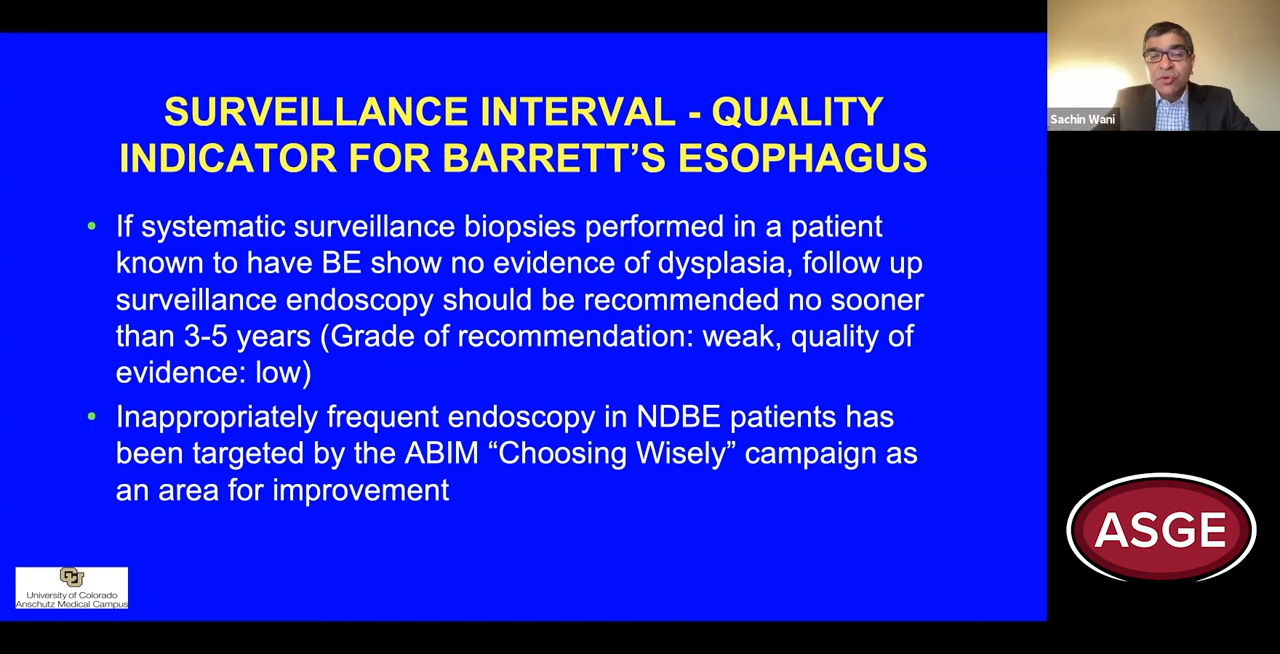 SURVEILLANCE INTERVAL - QUALITY
INDICATOR FOR BARRETT’S ESOPHAGUS
• If systematic surveillance biopsies performed in a patient
known to have BE show no evidence of dysplasia, follow up
surveillance endoscopy should be recommended no sooner
than 3-5 years (Grade of recommendation: weak, quality of
evidence: low)
• Inappropriately frequent endoscopy in NDBE patients has
been targeted by the ABIM “Choosing Wisely” campaign as
an area for improvement
Sachin Wani
ASGE
University of Colorado
Anschutz Medical Campus